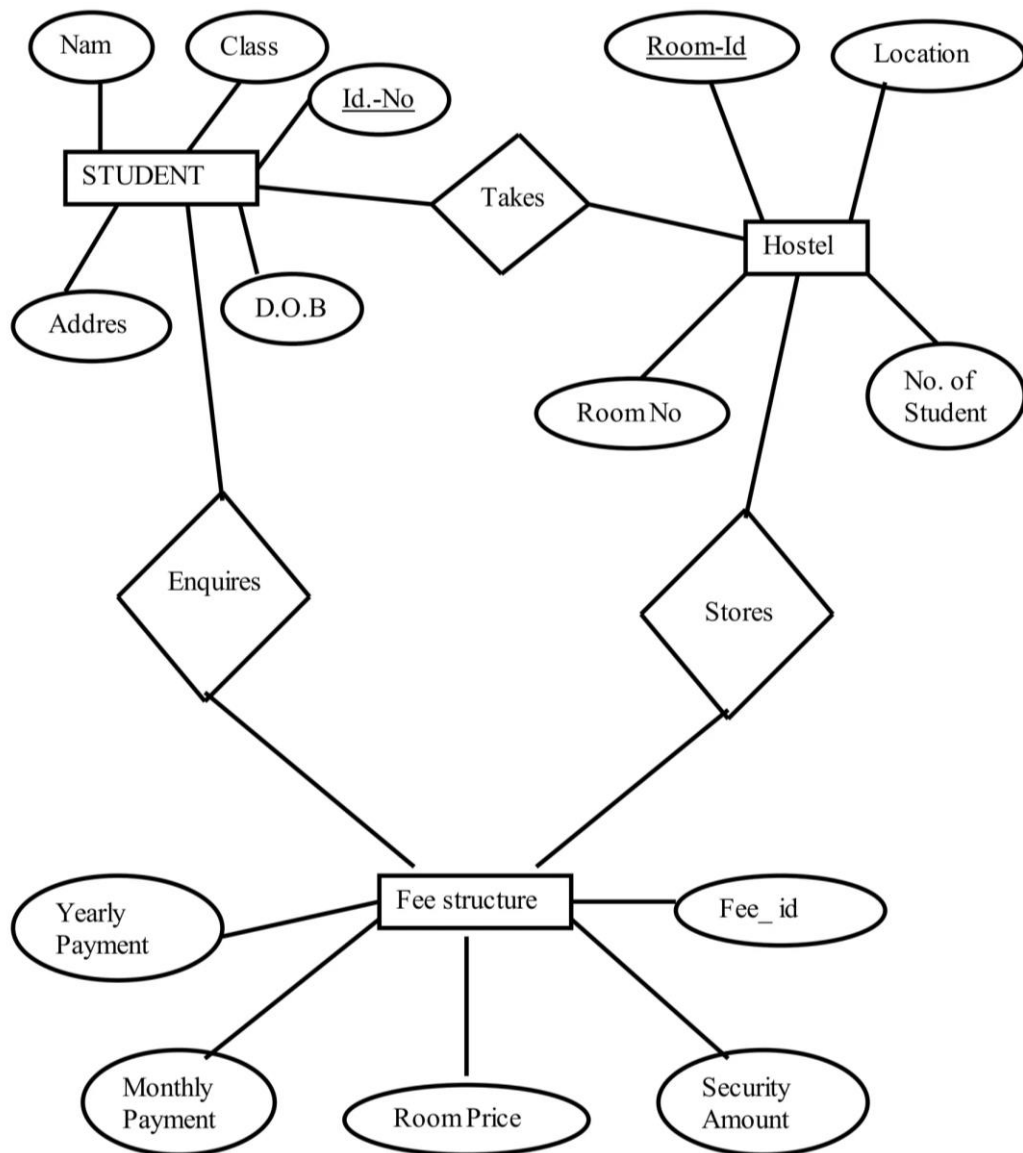 Nam
Class
Id.-No
STUDENT
Addres
D.O.B
Takes
Room-Id
Location
Hostel
Room No
No. of
Student
Enquires
Stores
Fee structure
Yearly
Payment
Fee_ id
Monthly
Payment
Room Price
Security
Amount